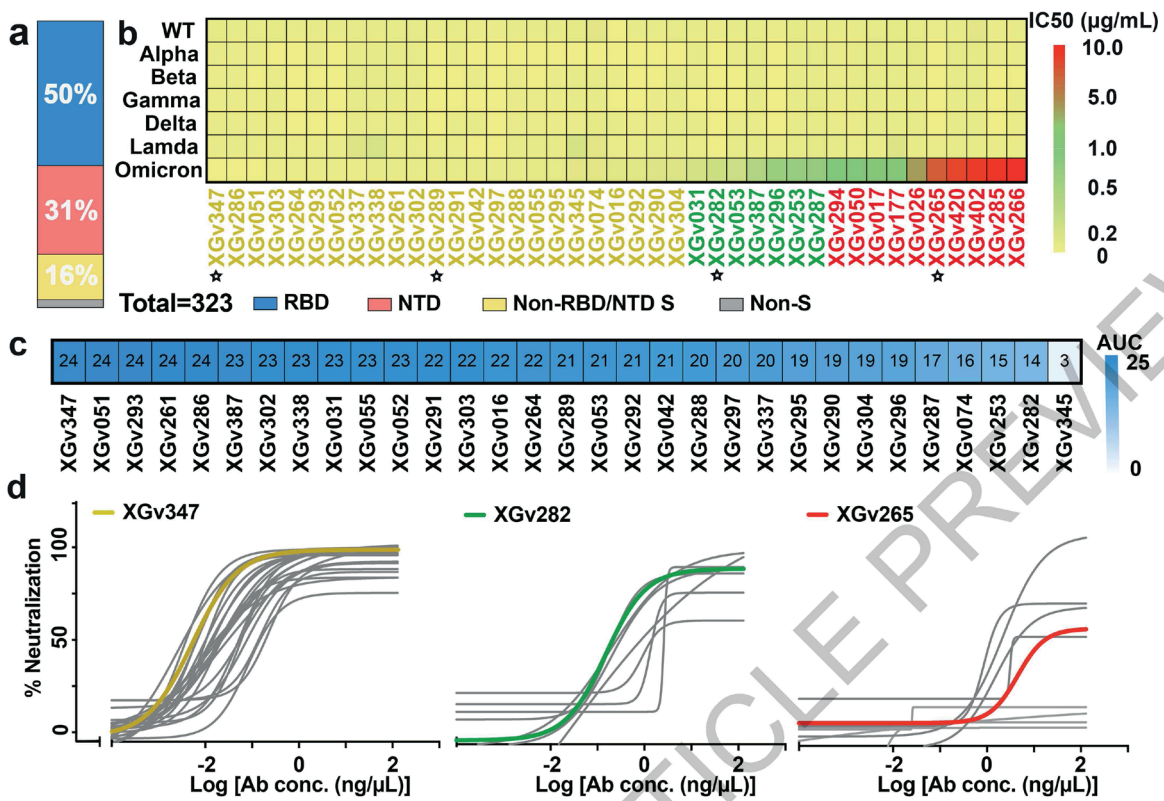 a
50%
31%
16%
b
WT
Alpha
Beta
Gamma
Delta
Lamda
Omicron
IC50 (µg/mL)
10.0
5.0
1.0
0.5
0.2
0
XGv347 XGv286 XGv051 XGv303 XGv264 XGv293 XGv052 XGv337 XGv338 XGv261 XGv302 XGv289 XGv291 XGv042 XGv297 XGv288 XGv055 XGv295 XGv345 XGv074 XGv016 XGv292 XGv290 XGv304 XGv031 XGv282 XGv053 XGv387 XGv296 XGv253 XGv287 XGv294 XGv050 XGv017 XGv177 XGv026 XGv265 XGv420 XGv402 XGv285 XGv266
Total=323 RBD NTD Non-RBD/NTD S Non-S
c
24 24 24 24 24 23 23 23 23 23 23 22 22 22 22 21 21 21 21 20 20 20 19 19 19 19 17 16 15 14 3
XGv347 XGv051 XGv293 XGv261 XGv286 XGv387 XGv302 XGv338 XGv031 XGv055 XGv052 XGv291 XGv303 XGv016 XGv264 XGv289 XGv053 XGv292 XGv042 XGv288 XGv297 XGv337 XGv295 XGv290 XGv304 XGv296 XGv287 XGv074 XGv253 XGv282 XGv345
AUC
25
0
d
XGv347 XGv282 XGv265
% Neutralization
100
50
0
-2 0 2 -2 0 2 -2 0 2
Log [Ab conc. (ng/µL)] Log [Ab conc. (ng/µL)] Log [Ab conc. (ng/µL)]
TICLE PREVIEW